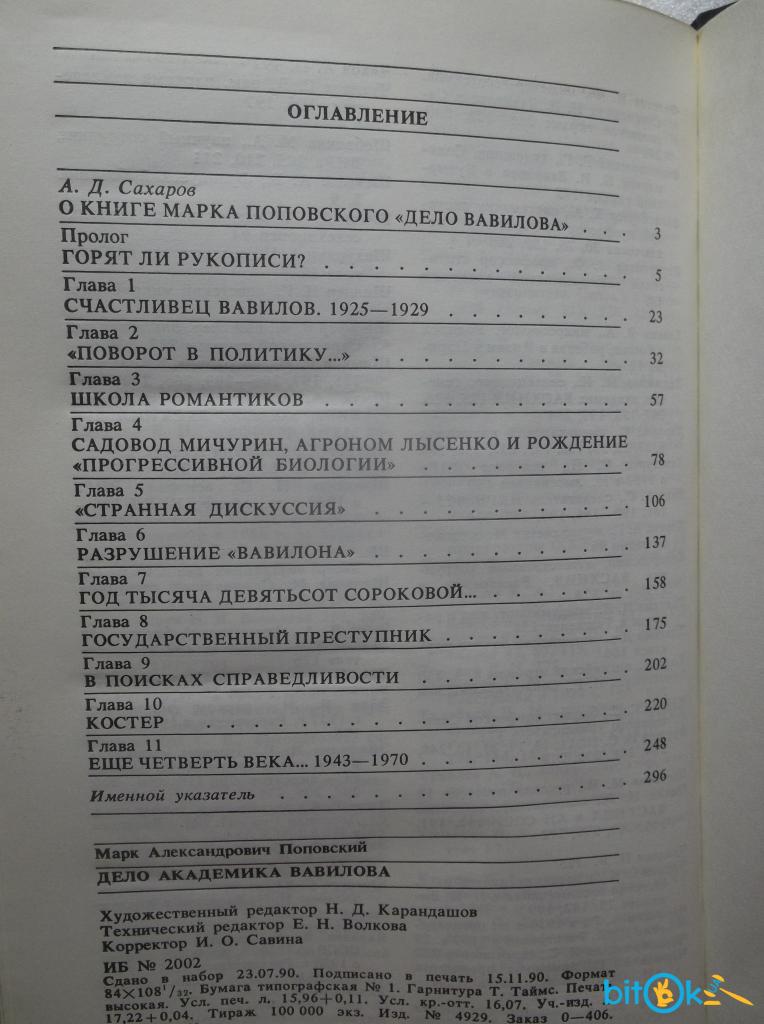 ОГЛАВЛЕНИЕ
А. Д. Сахаров
О КНИГЕ МАРКА ПОПОВСКОГО «ДЕЛО ВАВИЛОВА» . . . 3
Пролог
ГОРЯТ ЛИ РУКОПИСИ? . . . . . . . . . . . . . . 5
Глава 1
СЧАСТЛИВЕЦ ВАВИЛОВ. 1925—1929 . . . . . . . . . 23
Глава 2
«ПОВОРОТ В ПОЛИТИКУ...» . . . . . . . . . . . . 32
Глава 3
ШКОЛА РОМАНТИКОВ . . . . . . . . . . . . . . 57
Глава 4
САДОВОД МИЧУРИН, АГРОНОМ ЛЫСЕНКО И РОЖДЕНИЕ
«ПРОГРЕССИВНОЙ БИОЛОГИИ» . . . . . . . . . . 78
Глава 5
«СТРАННАЯ ДИСКУССИЯ» . . . . . . . . . . . . 106
Глава 6
РАЗРУШЕНИЕ «ВАВИЛОНА» . . . . . . . . . . . . 137
Глава 7
ГОД ТЫСЯЧА ДЕВЯТЬСОТ СОРОКОВОЙ... . . . . . . . 158
Глава 8
ГОСУДАРСТВЕННЫЙ ПРЕСТУПНИК . . . . . . . . . 175
Глава 9
В ПОИСКАХ СПРАВЕДЛИВОСТИ . . . . . . . . . . 202
Глава 10
КОСТЕР . . . . . . . . . . . . . . . . . . 220
Глава 11
ЕЩЕ ЧЕТВЕРТЬ ВЕКА... 1943—1970 . . . . . . . . . 248
Именной указатель . . . . . . . . . . . . . . . 296
Марк Александрович Поповский
ДЕЛО АКАДЕМИКА ВАВИЛОВА
Художественный редактор Н. Д. Карандашов
Технический редактор Е. Н. Волкова
Корректор И. О. Савина
ИБ № 2002
Сдано в набор 23.07.90. Подписано в печать 15.11.90. Формат
84×108 1/32. Бумага типографская № 1. Гарнитура Т. Таймс. Печать
высокая. Усл. печ. л. 15,96+0,11. Усл. кр.-отт. 16,07. Уч.-изд. л.
17,22+0,04. Тираж 100 000 экз. Изд. № 4929. Заказ 0—406.